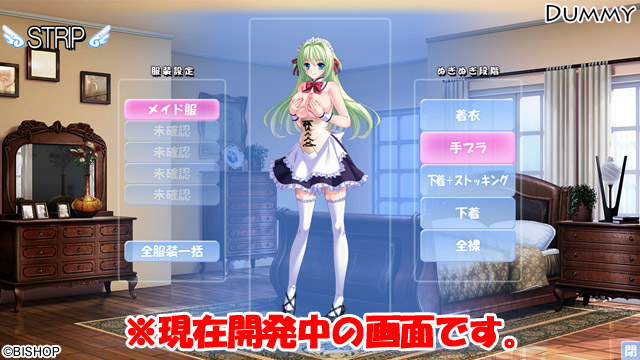 STRIP
DUMMY
服装設定
メイド服
未確認
未確認
未確認
未確認
全服装一括
ぬぎぬぎ段階
着衣
手ブラ
下着+ストッキング
下着
全裸
※現在開発中の画面です。
©BISHOP
閉